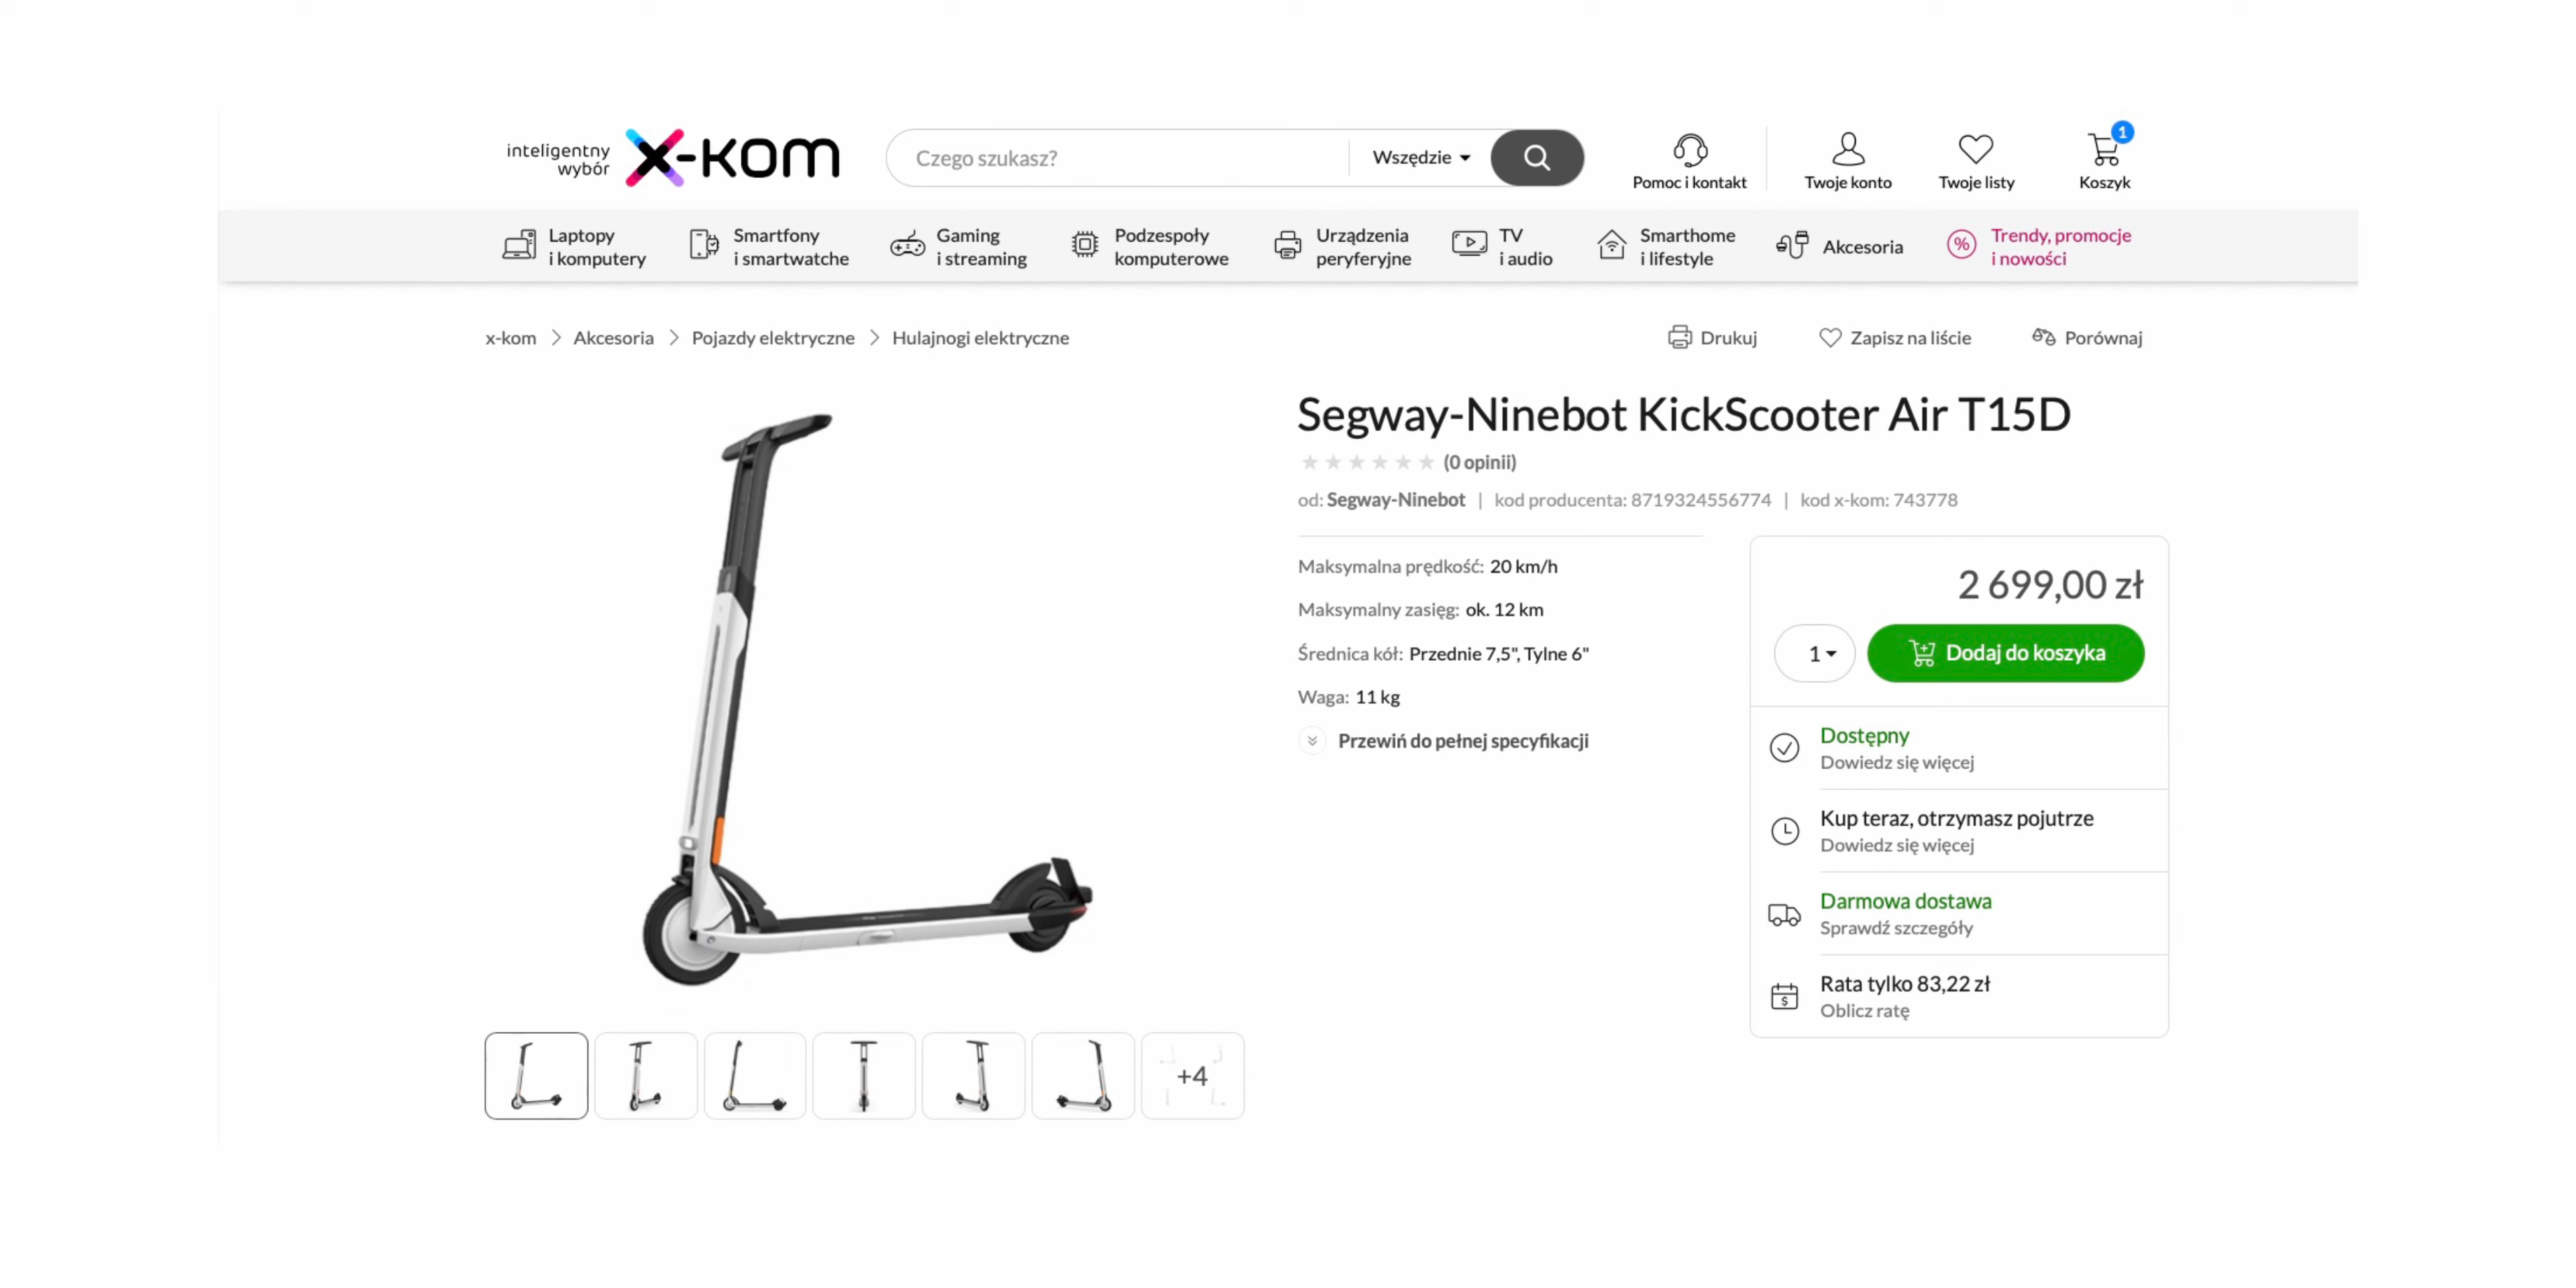 inteligentny
wybór
x-kom
Czego szukasz?
Wszędzie
Pomoc i kontakt
Twoje konto
Twoje listy
1
Koszyk
Laptopy
i komputery
Smartfony
i smartwatche
Gaming
i streaming
Podzespoły
komputerowe
Urządzenia
peryferyjne
TV
i audio
Smarthome
i lifestyle
Akcesoria
%
Trendy, promocje
i nowości
x-kom > Akcesoria > Pojazdy elektryczne > Hulajnogi elektryczne
Drukuj
Zapisz na liście
Porównaj
Segway-Ninebot KickScooter Air T15D
(0 opinii)
od: Segway-Ninebot | kod producenta: 8719324556774 | kod x-kom: 743778
Maksymalna prędkość: 20 km/h
Maksymalny zasięg: ok. 12 km
Średnica kół: Przednie 7,5", Tylne 6"
Waga: 11 kg
Przewiń do pełnej specyfikacji
2 699,00 zł
1
Dodaj do koszyka
Dostępny
Dowiedz się więcej
Kup teraz, otrzymasz pojutrze
Dowiedz się więcej
Darmowa dostawa
Sprawdź szczegóły
Rata tylko 83,22 zł
Oblicz ratę
+4